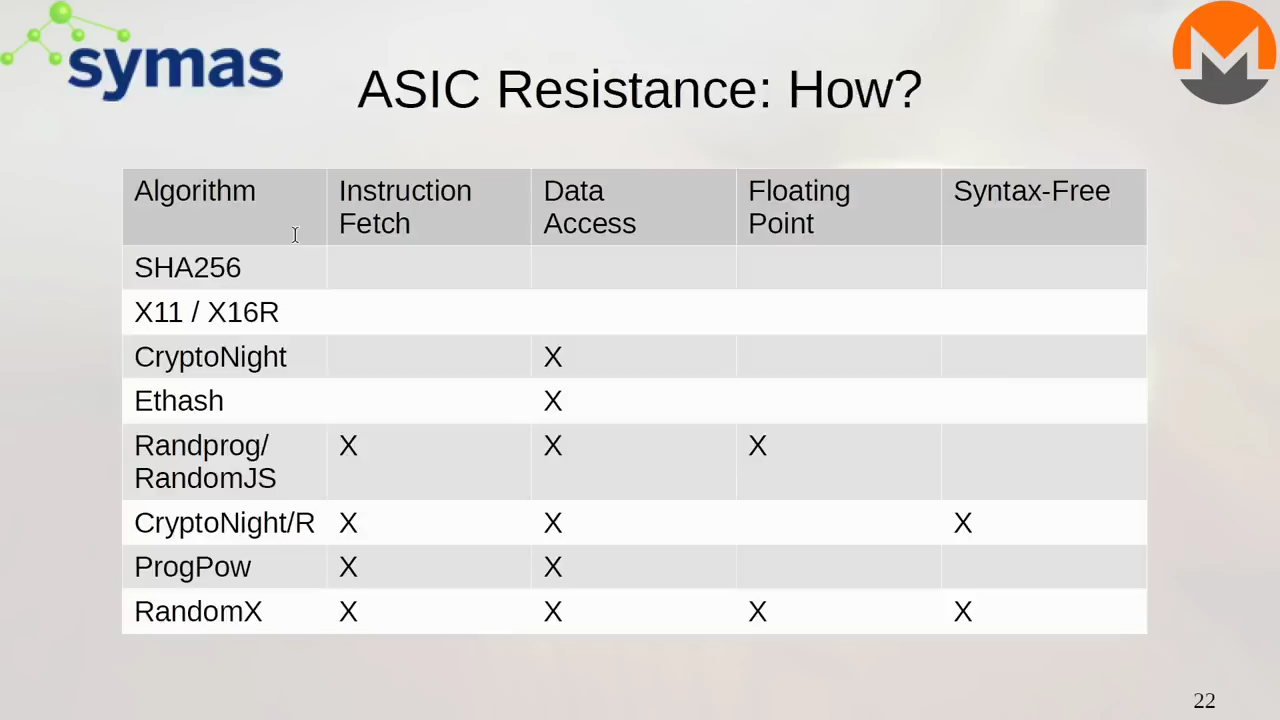 symas
ASIC Resistance: How?
Algorithm Instruction Fetch Data Access Floating Point Syntax-Free
SHA256
X11 / X16R
CryptoNight X
Ethash X
Randprog/ RandomJS X X X
CryptoNight/R X X X
ProgPow X X
RandomX X X X X
22